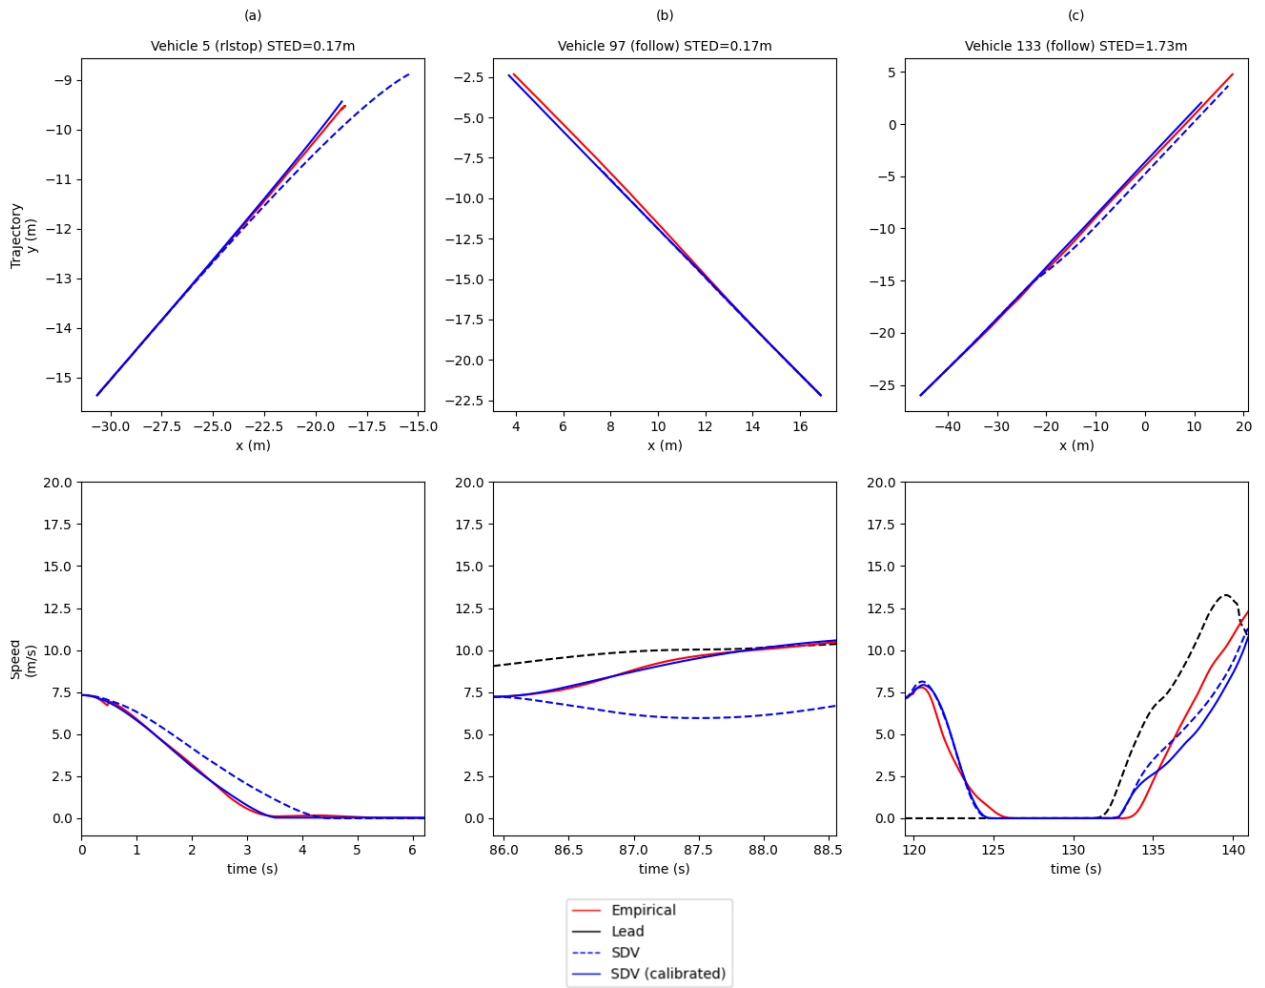 (a)
(b)
(c)
Vehicle 5 (rlstop) STED=0.17m
Vehicle 97 (follow) STED=0.17m
Vehicle 133 (follow) STED=1.73m
Trajectory
y (m)
−9
−10
−11
−12
−13
−14
−15
−30.0 −27.5 −25.0 −22.5 −20.0 −17.5 −15.0
x (m)
−2.5
−5.0
−7.5
−10.0
−12.5
−15.0
−17.5
−20.0
−22.5
4 6 8 10 12 14 16
x (m)
5
0
−5
−10
−15
−20
−25
−40 −30 −20 −10 0 10 20
x (m)
Speed
(m/s)
20.0
17.5
15.0
12.5
10.0
7.5
5.0
2.5
0.0
0 1 2 3 4 5 6
time (s)
20.0
17.5
15.0
12.5
10.0
7.5
5.0
2.5
0.0
86.0 86.5 87.0 87.5 88.0 88.5
time (s)
20.0
17.5
15.0
12.5
10.0
7.5
5.0
2.5
0.0
120 125 130 135 140
time (s)
Empirical
Lead
SDV
SDV (calibrated)